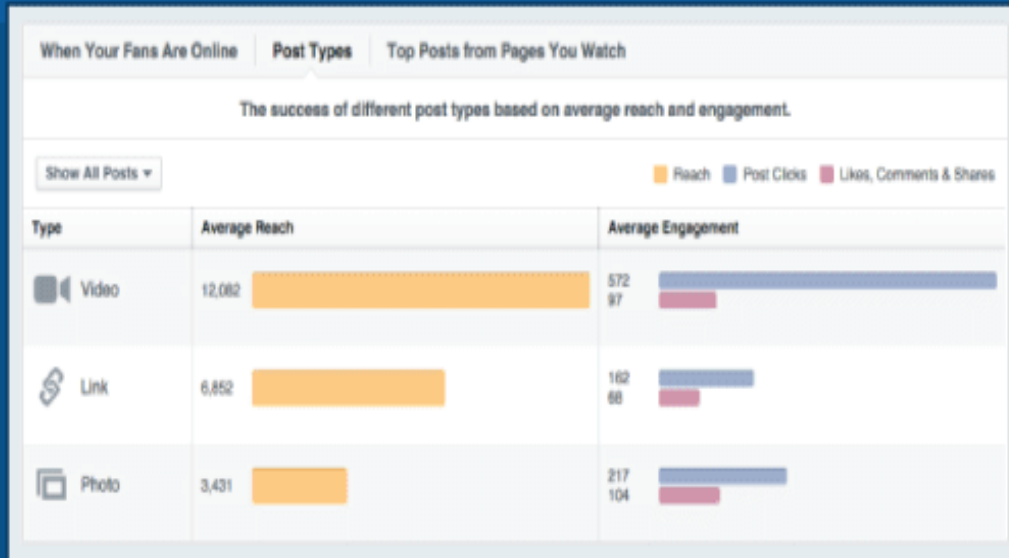 When Your Fans Are Online Post Types Top Posts from Pages You Watch
The success of different post types based on average reach and engagement.
Show All Posts Reach Post Clicks Likes, Comments & Shares
Type Average Reach Average Engagement
Video 12,082 572
97
Link 6,852 162
68
Photo 3,431 217
104